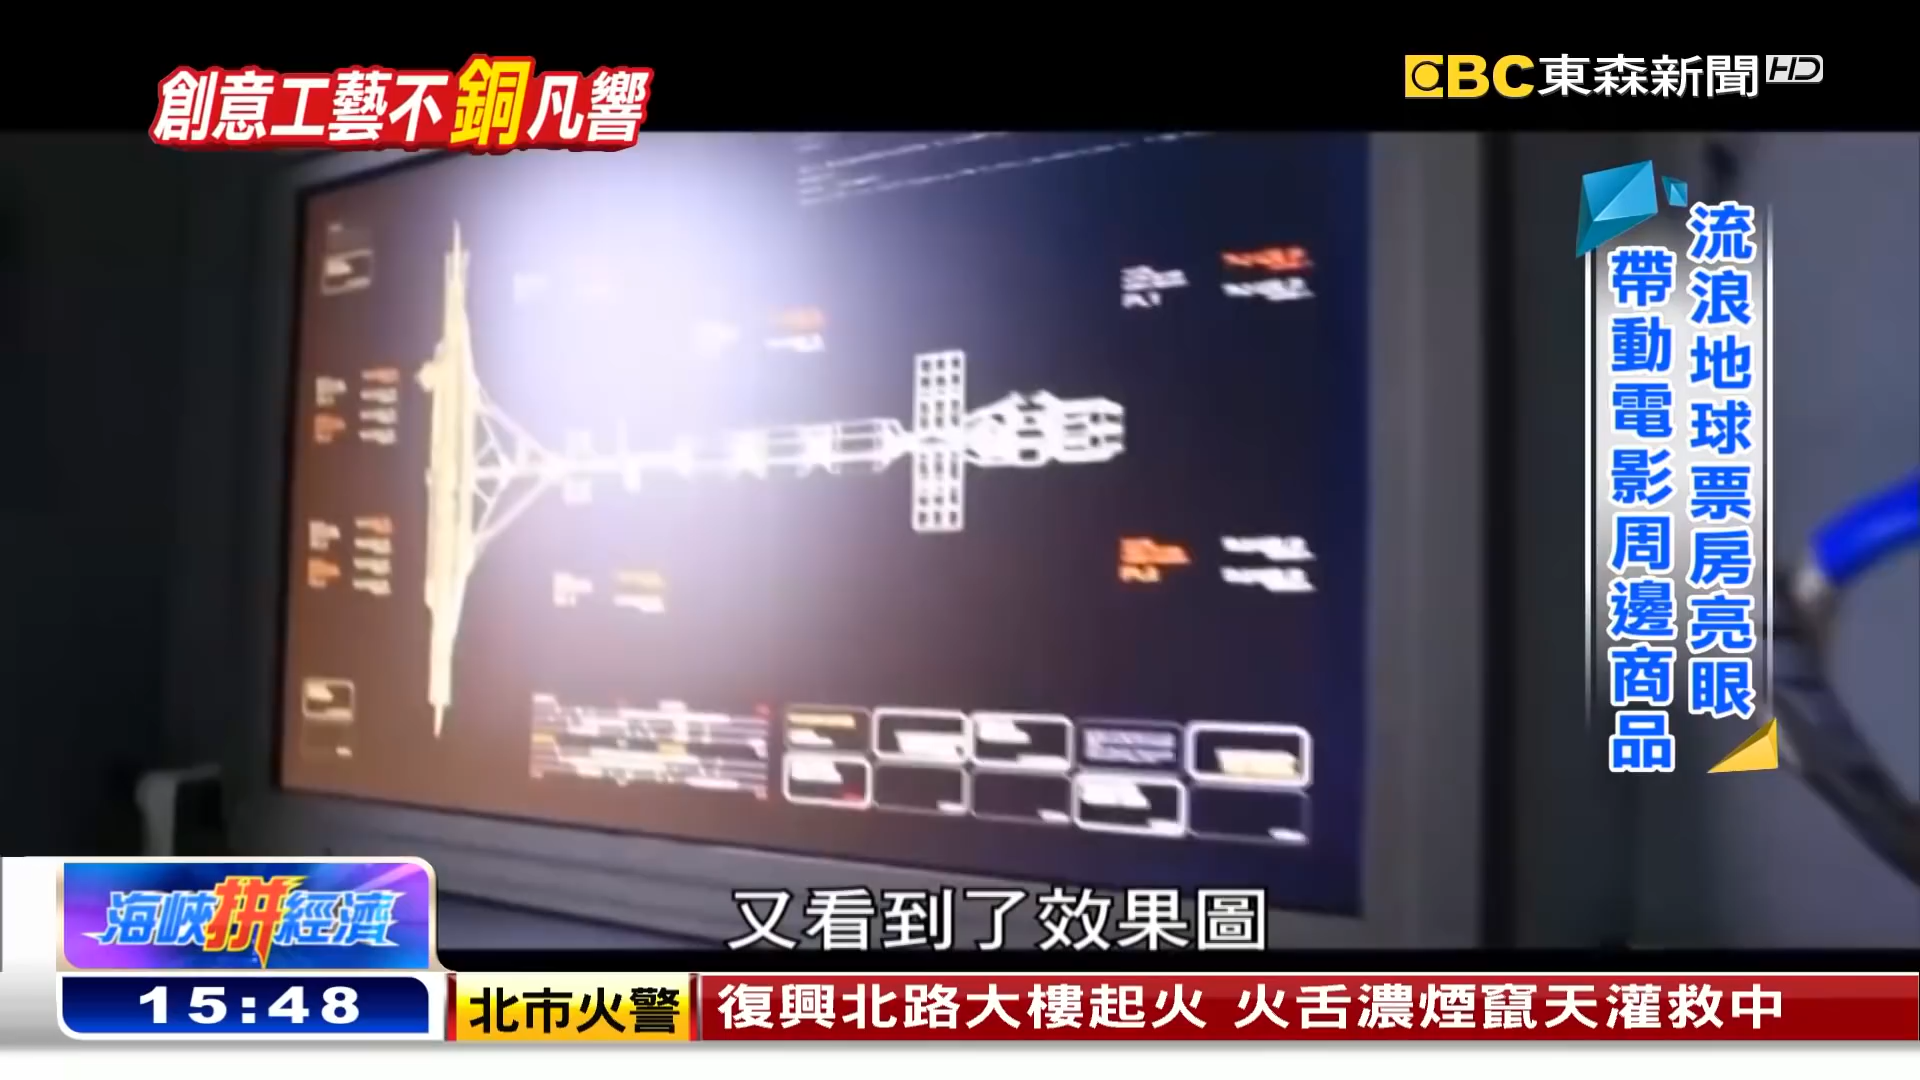 創意工藝不銅凡響
EBC東森新聞HD
流浪地球票房亮眼
帶動電影周邊商品
又看到了效果圖
海峽拼經濟
15:48
北市火警
復興北路大樓起火 火舌濃煙竄天灌救中